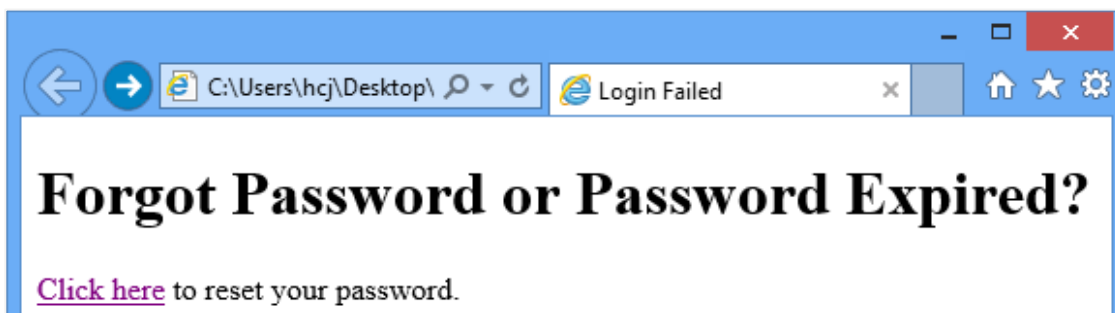 C:\Users\hcj\Desktop\
Login Failed
Forgot Password or Password Expired?
Click here to reset your password.